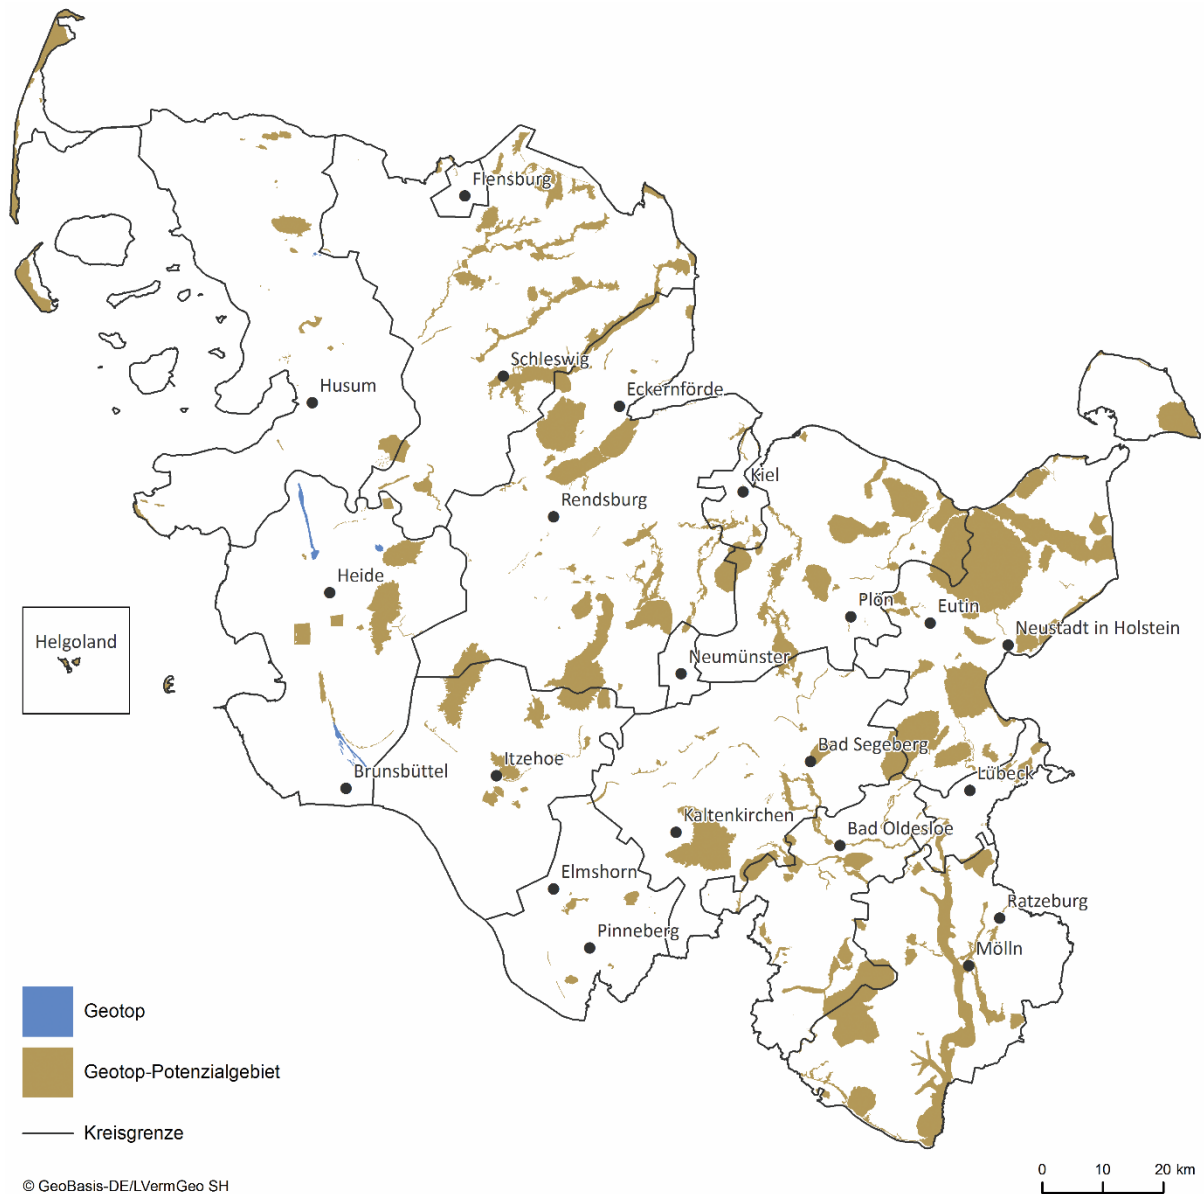 Flensburg
Schleswig
Husum
Eckernförde
Kiel
Rendsburg
Heide
Plön
Eutin
Helgoland
Neustadt in Holstein
Neumünster
Bad Segeberg
Itzehoe
Brunsbüttel
Lübeck
Kaltenkirchen
Bad Oldesloe
Elmshorn
Ratzeburg
Pinneberg
Mölln
Geotop
Geotop-Potenzialgebiet
Kreisgrenze
0 10 20 km
© GeoBasis-DE/LVermGeo SH